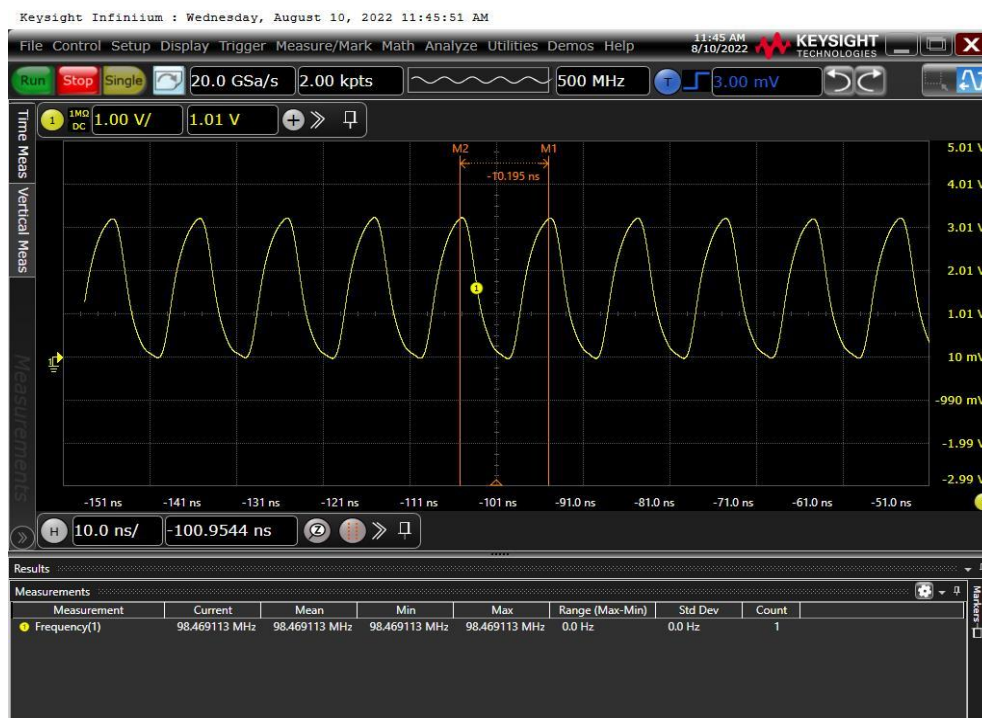 Keysight Infiniium : Wednesday, August 10, 2022 11:45:51 AM
File Control Setup Display Trigger Measure/Mark Math Analyze Utilities Demos Help
11:45 AM
8/10/2022
KEYSIGHT
TECHNOLOGIES
X
Run Stop Single 20.0 GSa/s 2.00 kpts 500 MHz T 3.00 mV
1 1MΩ DC 1.00 V/ 1.01 V
Time Meas
Vertical Meas
Measurements
M2 M1
-10.195 ns
1
5.01 V
4.01 V
3.01 V
2.01 V
1.01 V
10 mV
-990 mV
-1.99 V
-2.99 V
-151 ns -141 ns -131 ns -121 ns -111 ns -101 ns -91.0 ns -81.0 ns -71.0 ns -61.0 ns -51.0 ns
H 10.0 ns/ -100.9544 ns
Results
Measurements
Measurement Current Mean Min Max Range (Max-Min) Std Dev Count
1 Frequency(1) 98.469113 MHz 98.469113 MHz 98.469113 MHz 98.469113 MHz 0.0 Hz 0.0 Hz 1
Markers